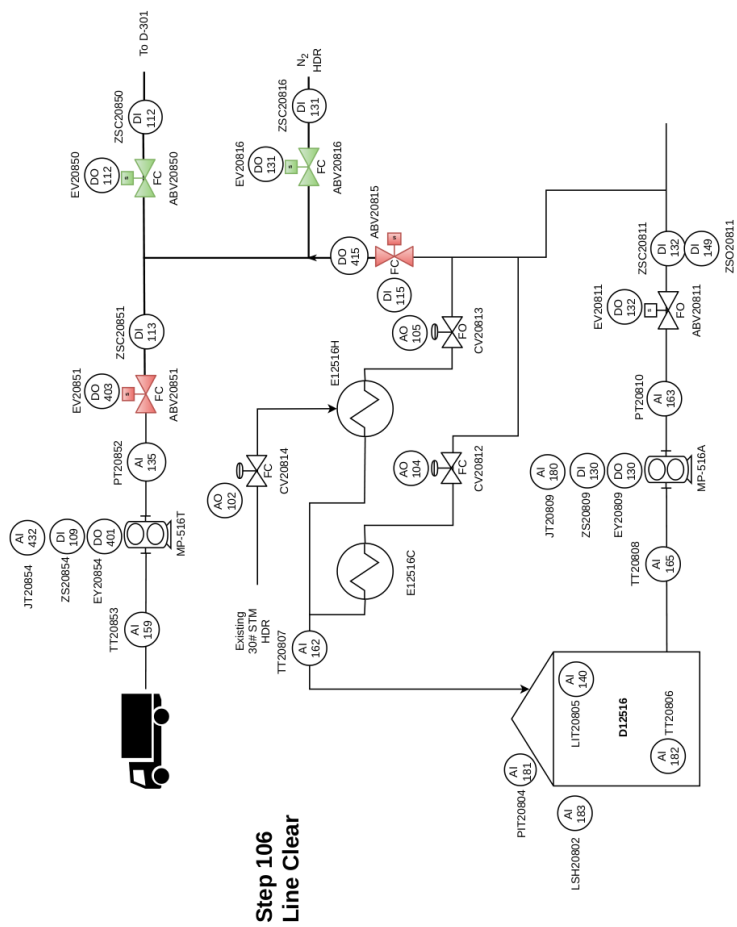 Step 106
Line Clear
JT20854
AI
432
ZS20854
DI
109
EY20854
DO
401
MP-516T
TT20853
AI
159
PT20852
AI
135
EV20851
DO
403
S
FC
ABV20851
ZSC20851
DI
113
EV20850
DO
112
S
FC
ABV20850
ZSC20850
DI
112
To D-301
EV20816
DO
131
S
FC
ABV20816
ZSC20816
DI
131
N2
HDR
DO
415
ABV20815
FC
DI
115
Existing
30# STM
HDR
AO
102
FC
CV20814
E12516H
AO
105
FO
CV20813
TT20807
AI
162
E12516C
AO
104
FC
CV20812
PIT20804
AI
181
LSH20802
AI
183
LIT20805
AI
140
D12516
TT20806
AI
182
TT20808
AI
165
JT20809
AI
180
ZS20809
DI
130
EY20809
DO
130
MP-516A
PT20810
AI
163
EV20811
DO
132
S
FO
ABV20811
ZSC20811
DI
132
DI
149
ZSO20811